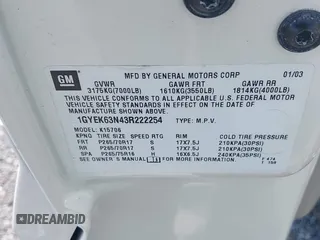 GM
MFD BY GENERAL MOTORS CORP 01/03
GVWR GAWR FRT GAWR RR
3175KG(7000LB) 1610KG(3550LB) 1814KG(4000LB)
THIS VEHICLE CONFORMS TO ALL APPLICABLE U.S. FEDERAL MOTOR
VEHICLE SAFETY STANDARDS IN EFFECT ON THE DATE OF
MANUFACTURE SHOWN ABOVE.
1GYEK63N43R222254 TYPE: M.P.V.
MODEL: K15706
TIRE SIZE SPEED RTG RIM COLD TIRE PRESSURE
FRT P265/70R17 S 17X7.5J 210KPA(30PSI)
RR P265/70R17 S 17X7.5J 210KPA(30PSI)
SPA P265/75R16 16X6.5J 240KPA(35PSI)
SEE OWNER'S MANUAL FOR MORE INFORMATION
DREAMBID